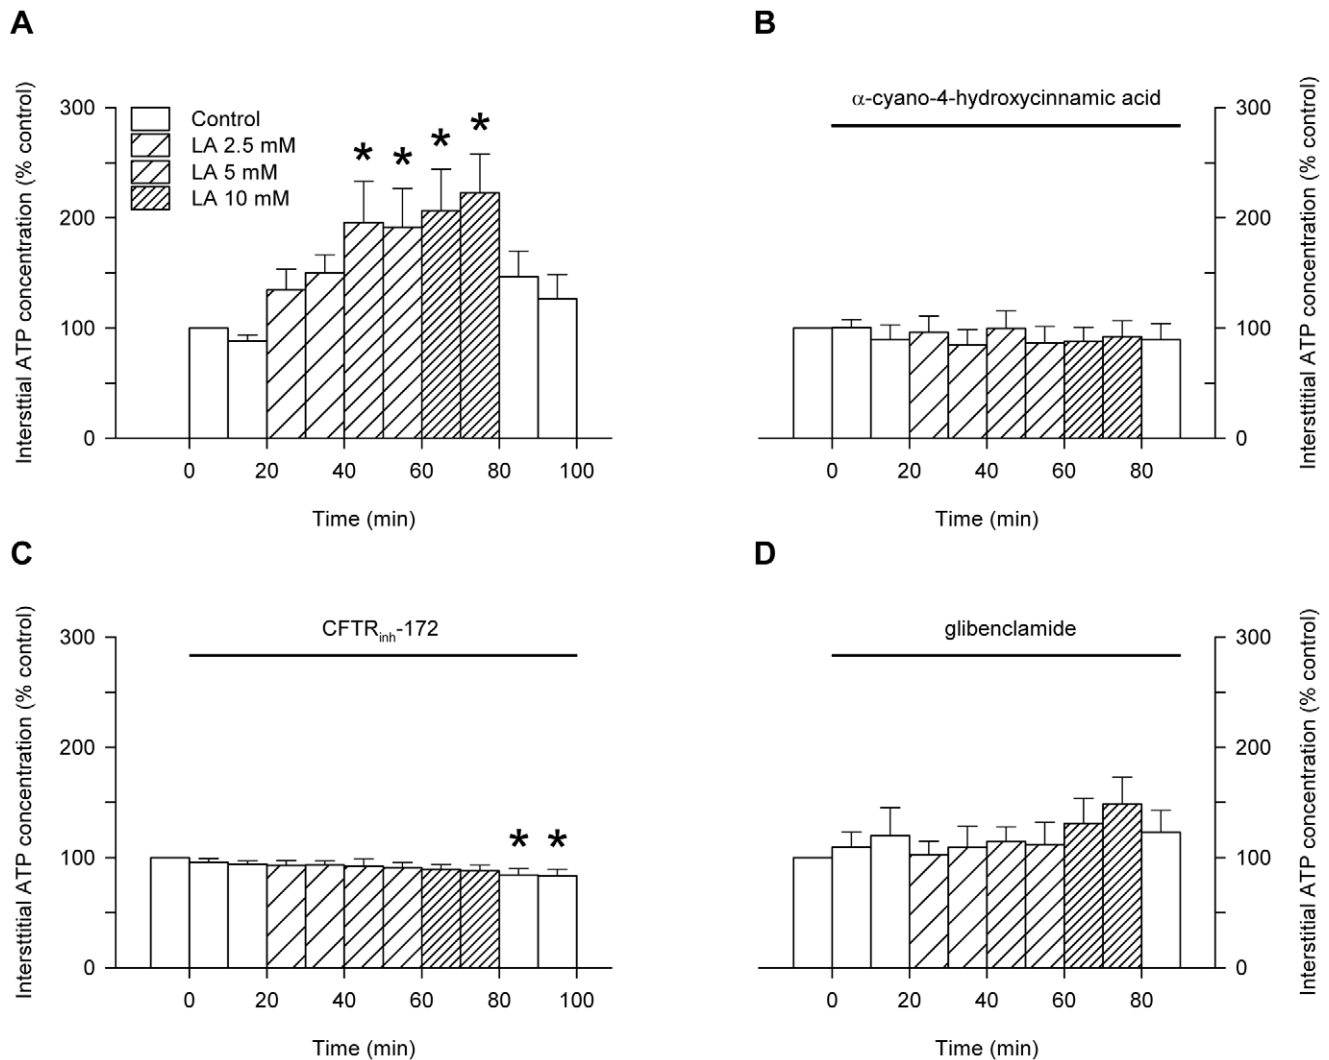 A
Intersttial ATP concentration (% control)
300
200
100
0
Control
LA 2.5 mM
LA 5 mM
LA 10 mM
*
*
*
*
0
20
40
60
80
100
Time (min)
B
α-cyano-4-hydroxycinnamic acid
300
200
100
0
Intersttitial ATP concentration (% control)
0
20
40
60
80
Time (min)
C
Intersttitial ATP concentration (% control)
300
200
100
0
CFTRinh-172
*
*
0
20
40
60
80
100
Time (min)
D
glibenclamide
300
200
100
0
Intersttitial ATP concentration (% control)
0
20
40
60
80
Time (min)